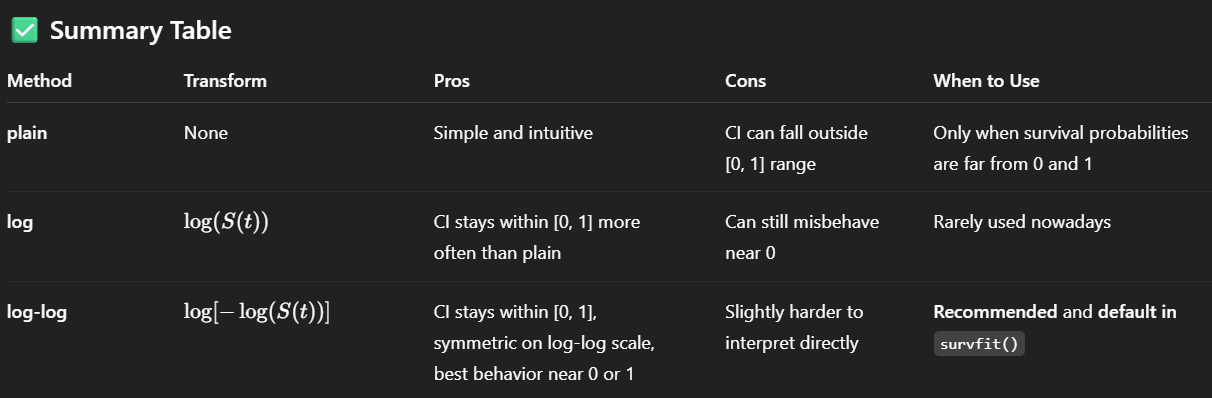 ✅ Summary Table
Method Transform Pros Cons When to Use
plain None Simple and intuitive CI can fall outside Only when survival probabilities
[0, 1] range are far from 0 and 1
log log(S(t)) CI stays within [0, 1] more Can still misbehave Rarely used nowadays
often than plain near 0
log-log log[− log(S(t))] CI stays within [0, 1], Slightly harder to Recommended and default in
symmetric on log-log scale, interpret directly survfit()
best behavior near 0 or 1